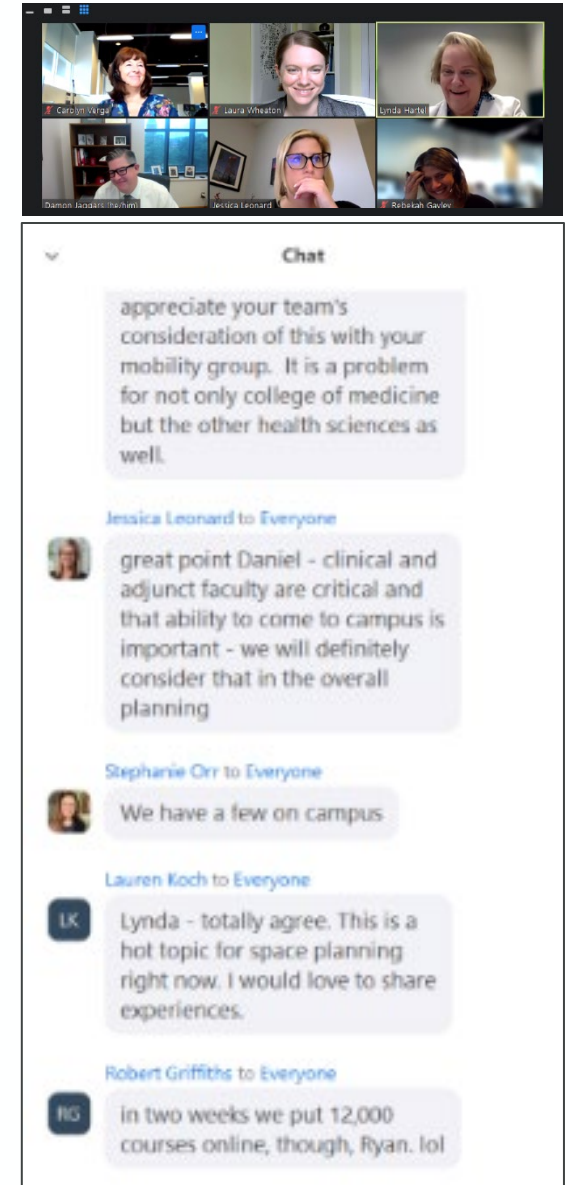 Carolyn Verga
Laura Wheaton
Lynda Hartel
Damon Jaggars (he/him)
Jessica Leonard
Rebekah Gayley
Chat
appreciate your team's
consideration of this with your
mobility group. It is a problem
for not only college of medicine
but the other health sciences as
well.
Jessica Leonard to Everyone
great point Daniel - clinical and
adjunct faculty are critical and
that ability to come to campus is
important - we will definitely
consider that in the overall
planning
Stephanie Orr to Everyone
We have a few on campus
Lauren Koch to Everyone
LK
Lynda - totally agree. This is a
hot topic for space planning
right now. I would love to share
experiences.
Robert Griffiths to Everyone
RG
in two weeks we put 12,000
courses online, though, Ryan. lol